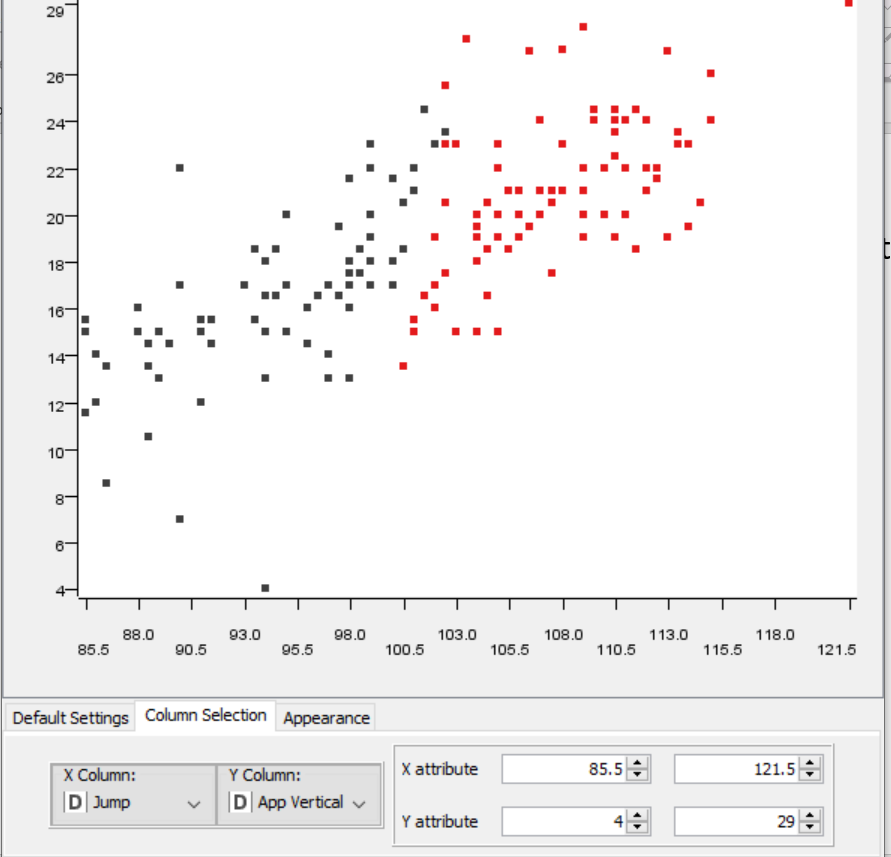 29
26
24
22
20
18
16
14
12
10
8
6
4
88.0 93.0 98.0 103.0 108.0 113.0 118.0
85.5 90.5 95.5 100.5 105.5 110.5 115.5 121.5
Default Settings Column Selection Appearance
X Column: Y Column:
D Jump D App Vertical
X attribute 85.5 121.5
Y attribute 4 29
t